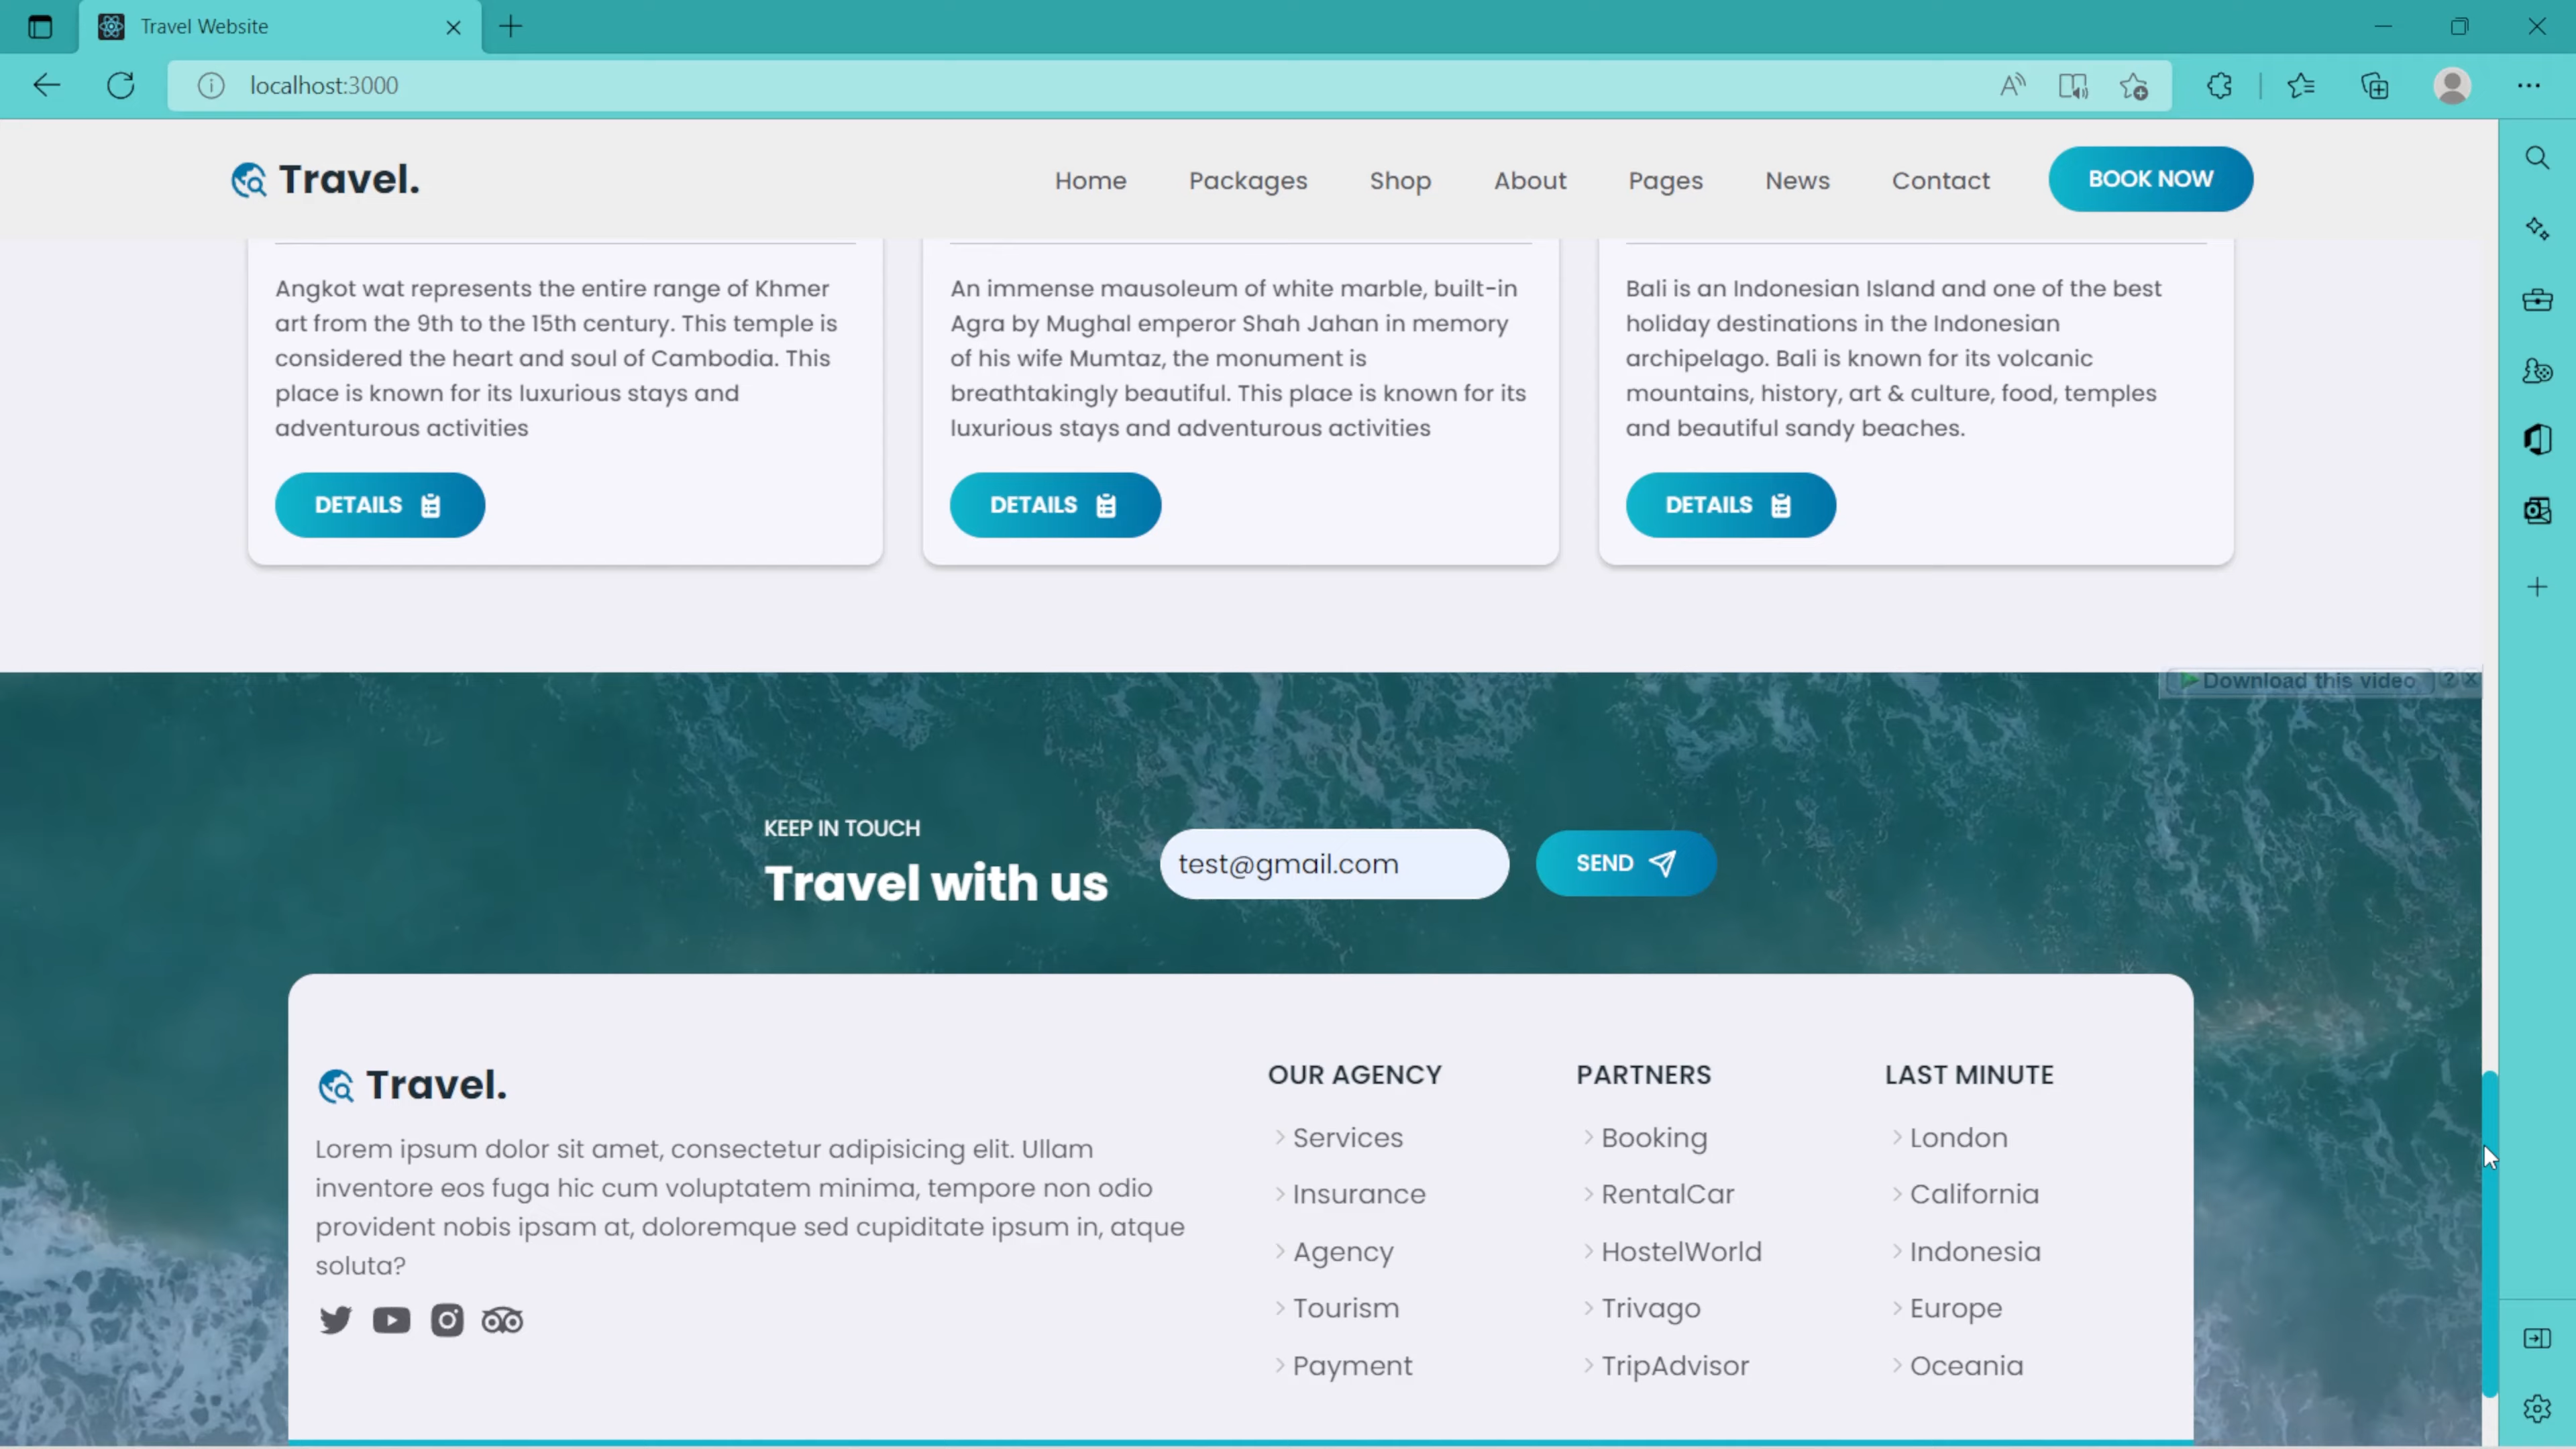 Travel Website
localhost:3000
Travel.
Home Packages Shop About Pages News Contact BOOK NOW
Angkot wat represents the entire range of Khmer
art from the 9th to the 15th century. This temple is
considered the heart and soul of Cambodia. This
place is known for its luxurious stays and
adventurous activities
DETAILS
An immense mausoleum of white marble, built-in
Agra by Mughal emperor Shah Jahan in memory
of his wife Mumtaz, the monument is
breathtakingly beautiful. This place is known for its
luxurious stays and adventurous activities
DETAILS
Bali is an Indonesian Island and one of the best
holiday destinations in the Indonesian
archipelago. Bali is known for its volcanic
mountains, history, art & culture, food, temples
and beautiful sandy beaches.
DETAILS
Download this video ? X
KEEP IN TOUCH
Travel with us
test@gmail.com
SEND
Travel.
Lorem ipsum dolor sit amet, consectetur adipisicing elit. Ullam
inventore eos fuga hic cum voluptatem minima, tempore non odio
provident nobis ipsam at, doloremque sed cupiditate ipsum in, atque
soluta?
OUR AGENCY
Services
Insurance
Agency
Tourism
Payment
PARTNERS
Booking
RentalCar
HostelWorld
Trivago
TripAdvisor
LAST MINUTE
London
California
Indonesia
Europe
Oceania